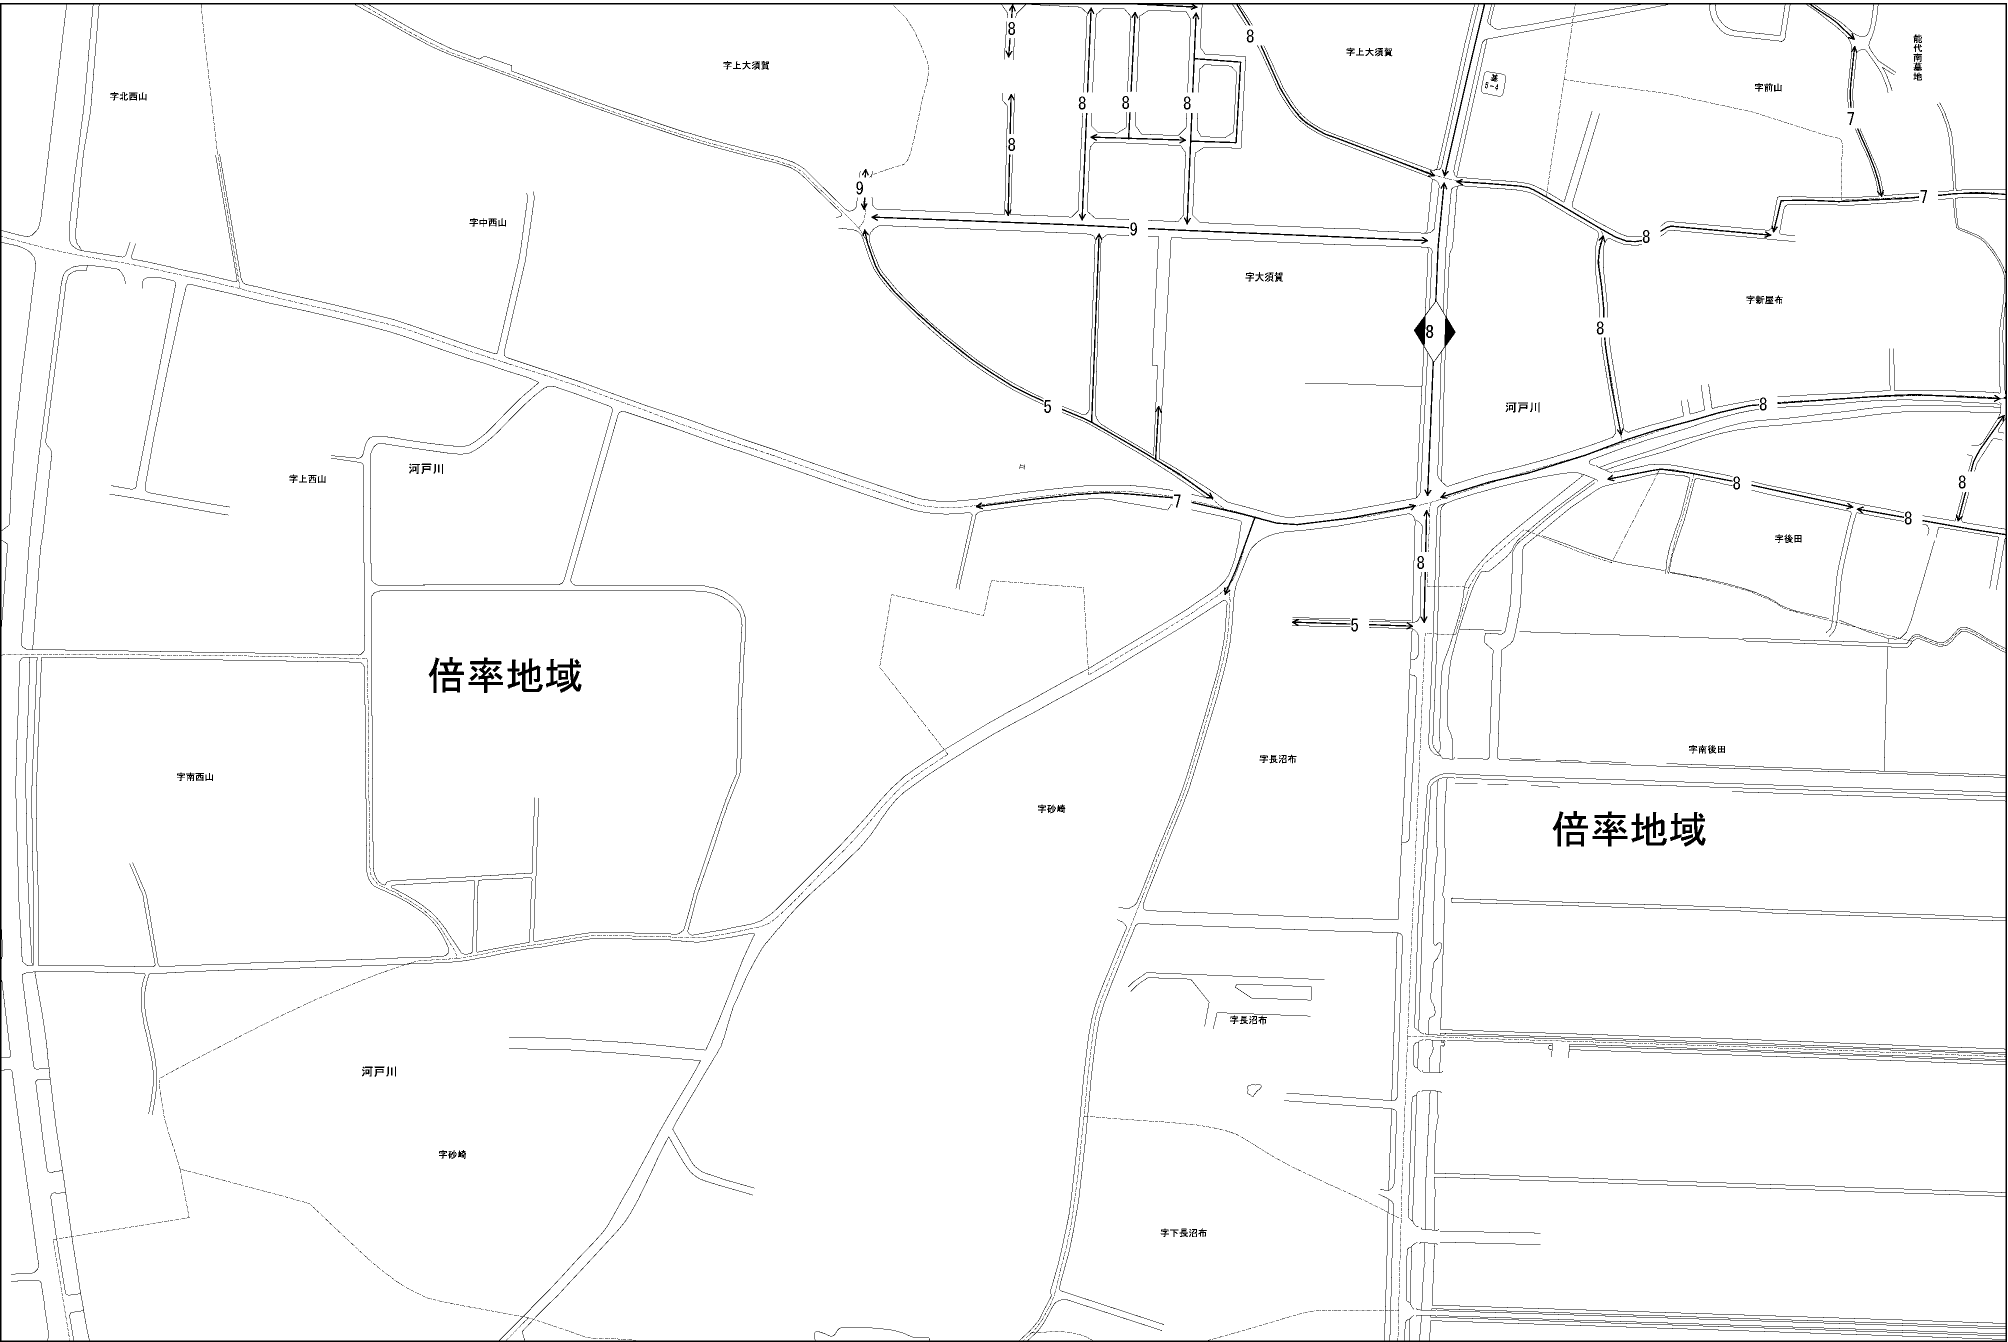 8
8
字上大須賀
能代南墓地
字上大須賀
基
5-4
字前山
字北西山
8
8
8
7
8
9
7
字中西山
9
8
字大須賀
字新屋布
8
8
5
河戸川
8
河戸川
字上西山
7
8
8
8
字後田
8
5
倍率地域
字南西山
字長沼布
字南後田
字砂崎
倍率地域
字長沼布
河戸川
字砂崎
字下長沼布